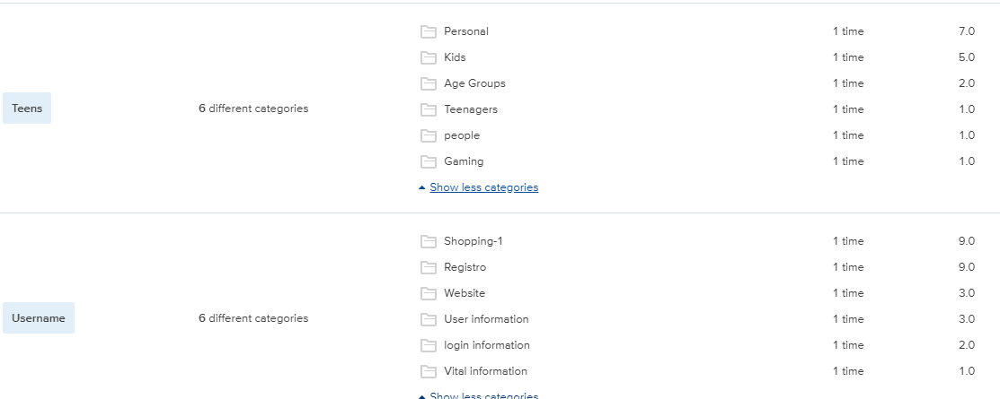 Personal 1 time 7.0
Kids 1 time 5.0
Age Groups 1 time 2.0
Teens 6 different categories Teenagers 1 time 1.0
people 1 time 1.0
Gaming 1 time 1.0
Show less categories
Shopping-1 1 time 9.0
Registro 1 time 9.0
Website 1 time 3.0
Username 6 different categories User information 1 time 3.0
login information 1 time 2.0
Vital information 1 time 1.0
Show less categories